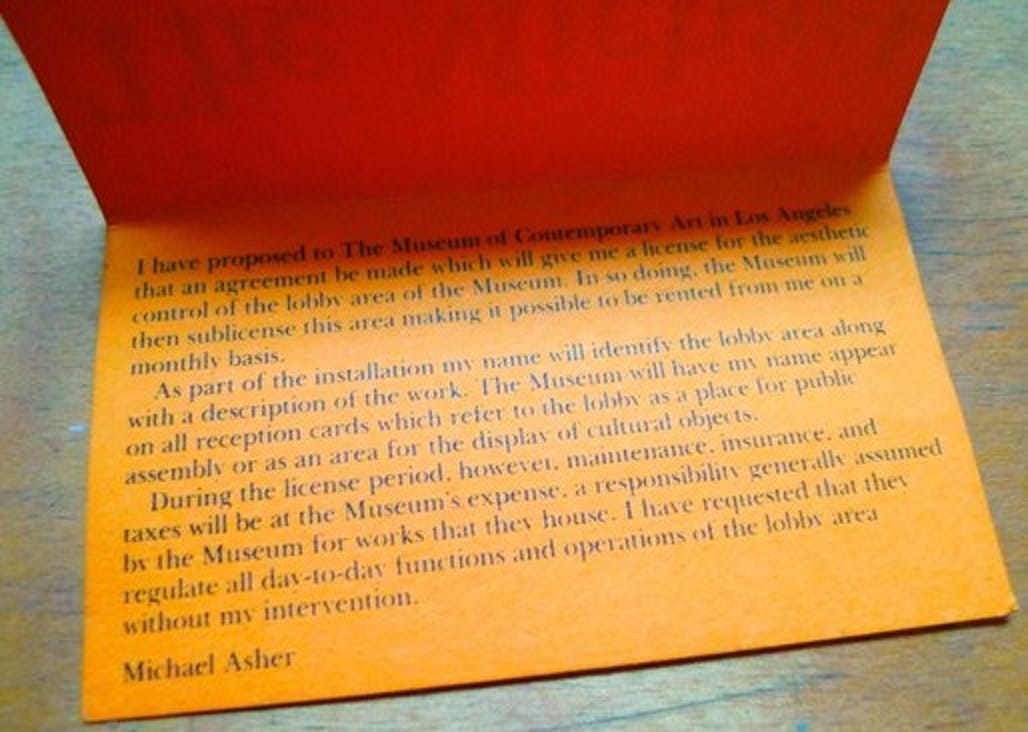 I have proposed to The Museum of Contemporary Art in Los Angeles
that an agreement be made which will give me a license for the aesthetic
control of the lobby area of the Museum. In so doing, the Museum will
then sublicense this area making it possible to be rented from me on a
monthly basis.
As part of the installation my name will identify the lobby area along
with a description of the work. The Museum will have my name appear
on all reception cards which refer to the lobby as a place for public
assembly or as an area for the display of cultural objects.
During the license period, however, maintenance, insurance, and
taxes will be at the Museum's expense, a responsibility generally assumed
by the Museum for works that they house. I have requested that they
regulate all day-to-day functions and operations of the lobby area
without my intervention.
Michael Asher